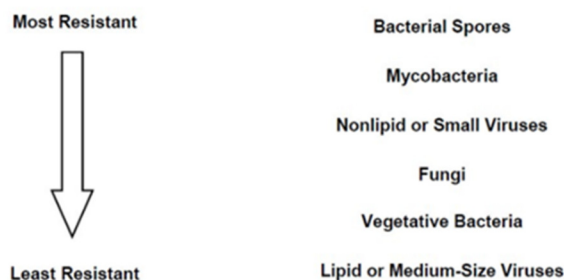 Most Resistant
Bacterial Spores
Mycobacteria
Nonlipid or Small Viruses
Fungi
Vegetative Bacteria
Least Resistant
Lipid or Medium-Size Viruses